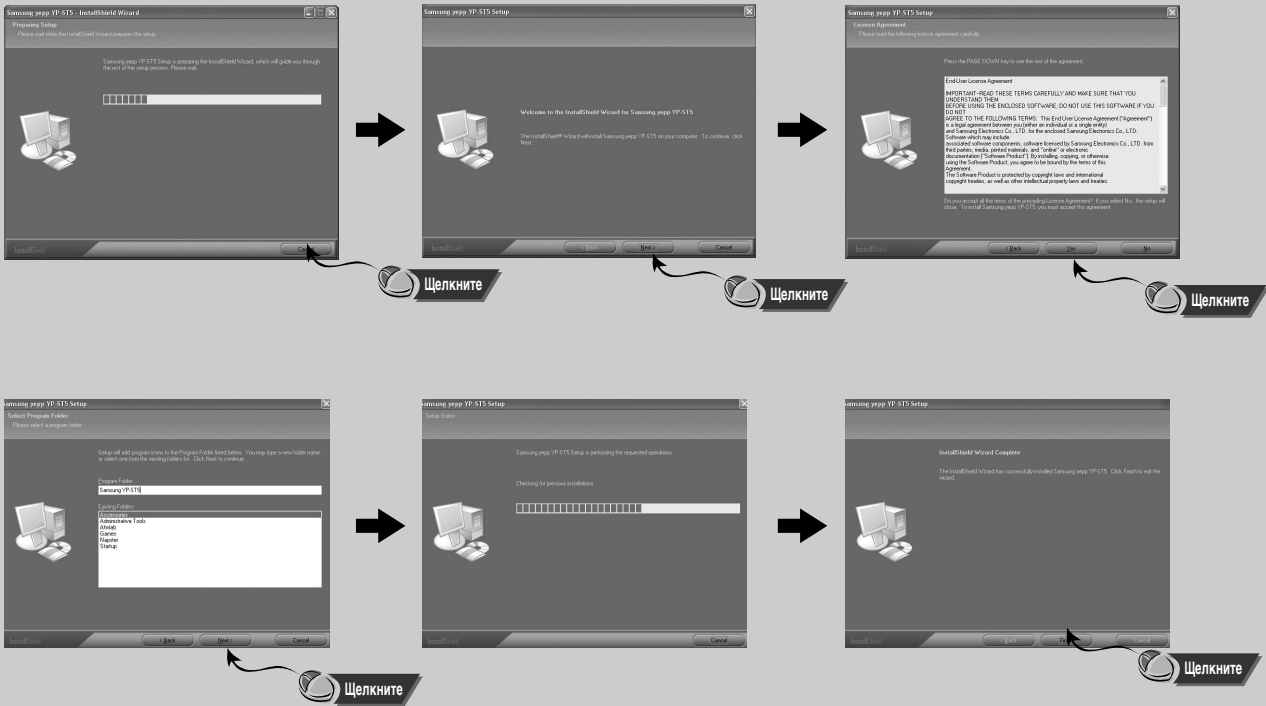 Samsung yepp YP-ST5 - InstallShield Wizard
Preparing Setup
Please wait while the InstallShield Wizard prepares the setup.
Samsung yepp YP-ST5 Setup is preparing the InstallShield Wizard, which will guide you through
the rest of the setup process. Please wait.
InstallShield
Щелкните
Samsung yepp YP-ST5 Setup
Welcome to the InstallShield Wizard for Samsung yepp YP-ST5
The InstallShield® Wizard will install Samsung yepp YP-ST5 on your computer. To continue, click
Next.
InstallShield
< Back
Next >
Cancel
Щелкните
Samsung yepp YP-ST5 Setup
License Agreement
Please read the following license agreement carefully.
Press the PAGE DOWN key to see the rest of the agreement.
End-User License Agreement
IMPORTANT-READ THESE TERMS CAREFULLY AND MAKE SURE THAT YOU
UNDERSTAND THEM
BEFORE USING THE ENCLOSED SOFTWARE; DO NOT USE THIS SOFTWARE IF YOU
DO NOT
AGREE TO THE FOLLOWING TERMS: This End User License Agreement ("Agreement")
is a legal agreement between you (either an individual or a single entity)
and Samsung Electronics Co., LTD. for the enclosed Samsung Electronics Co., LTD.
Software which may include
associated software components, software licensed by Samsung Electronics Co., LTD. from
third parties, media, printed materials, and "online" or electronic
documentation ("Software Product"). By installing, copying, or otherwise
using the Software Product, you agree to be bound by the terms of this
Agreement.
The Software Product is protected by copyright laws and international
copyright treaties, as well as other intellectual property laws and treaties.
Do you accept all the terms of the preceding License Agreement? If you select No, the setup will
close. To install Samsung yepp YP-ST5, you must accept this agreement.
InstallShield
< Back
Yes
No
Щелкните
Samsung yepp YP-ST5 Setup
Select Program Folder
Please select a program folder.
Setup will add program icons to the Program Folder listed below. You may type a new folder name,
or select one from the existing folders list. Click Next to continue.
Program Folder:
Samsung YP-ST5
Existing Folders:
Accessories
Administrative Tools
Ahnlab
Games
Napster
Startup
InstallShield
< Back
Next >
Cancel
Щелкните
Samsung yepp YP-ST5 Setup
Setup Status
Samsung yepp YP-ST5 Setup is performing the requested operations.
Checking for previous installations
InstallShield
Cancel
Samsung yepp YP-ST5 Setup
InstallShield Wizard Complete
The InstallShield Wizard has successfully installed Samsung yepp YP-ST5. Click Finish to exit the
wizard.
InstallShield
< Back
Cancel
Щелкните